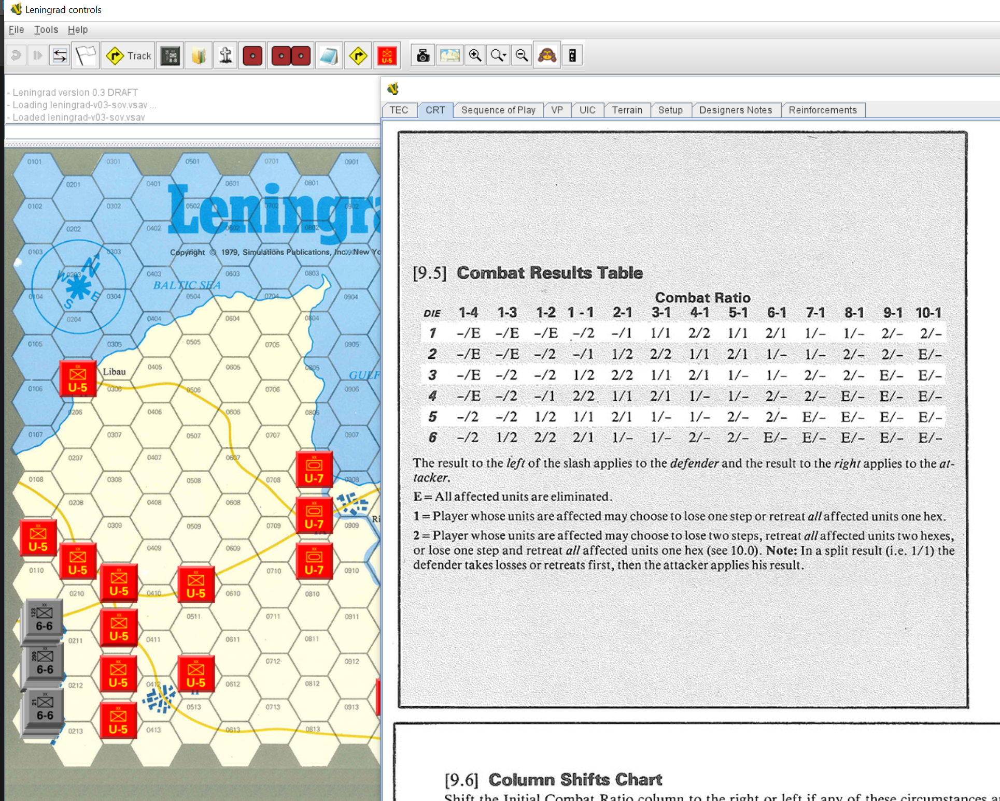 Leningrad controls
File Tools Help
Track
8-8
U-5
- Leningrad version 0.3 DRAFT
- Loading leningrad-v03-sov.vsav ...
- Loaded leningrad-v03-sov.vsav
TEC CRT Sequence of Play VP UIC Terrain Setup Designers Notes Reinforcements
0101 0301 0501 0701 0901
0201 0401 0601 0801
0102 0302 0502 0702 0902
0202 0402 0602 0802
Leningra
Copyright © 1979, Simulations Publications, Inc., New Yo
0103 0303
0203 0403 0603 0803
N W E S
BALTIC SEA
0104 0304 0504 0704 0904
0204 0404 0604 0804
0105 0305 0505 0705 0905
Libau
0405 0605 0805
GULF
U-5
0106 0306 0506 0706 0906
0206 0406 0606 0806
0107 0307 0507 0707 0907
0207 0407 0607
U-7
0108 0308 0508 0708 0908
0208 0408 0608
Ri
U-7
0309 0509 0709 0909
U-5
0409 0609
U-5
U-7
0110 0710 0910
U-5
U-5
0210 0410 0610 0810
123
6-6
0511 0711 0911
U-5
0211 0411 0611 0811
290
6-6
0712 0912
U-5
U-5
0212 0412 0612 0812
21
6-6
0513 0713 0913
U-5
0213 0413 0613 0813
[9.5] Combat Results Table
Combat Ratio
DIE 1-4 1-3 1-2 1-1 2-1 3-1 4-1 5-1 6-1 7-1 8-1 9-1 10-1
1 –/E –/E –/E –/2 –/1 1/1 2/2 1/1 2/1 1/– 1/– 2/– 2/–
2 –/E –/E –/2 –/1 1/2 2/2 1/1 2/1 1/– 1/– 2/– 2/– E/–
3 –/E –/2 –/2 1/2 2/2 1/1 2/1 1/– 1/– 2/– 2/– E/– E/–
4 –/E –/2 –/1 2/2 1/1 2/1 1/– 1/– 2/– 2/– E/– E/– E/–
5 –/2 –/2 1/2 1/1 2/1 1/– 1/– 2/– 2/– E/– E/– E/– E/–
6 –/2 1/2 2/2 2/1 1/– 1/– 2/– 2/– E/– E/– E/– E/– E/–
The result to the left of the slash applies to the defender and the result to the right applies to the at-
tacker.
E = All affected units are eliminated.
1 = Player whose units are affected may choose to lose one step or retreat all affected units one hex.
2 = Player whose units are affected may choose to lose two steps, retreat all affected units two hexes,
or lose one step and retreat all affected units one hex (see 10.0). Note: In a split result (i.e. 1/1) the
defender takes losses or retreats first, then the attacker applies his result.
[9.6] Column Shifts Chart
Shift the Initial Combat Ratio column to the right or left if any of these circumstances a